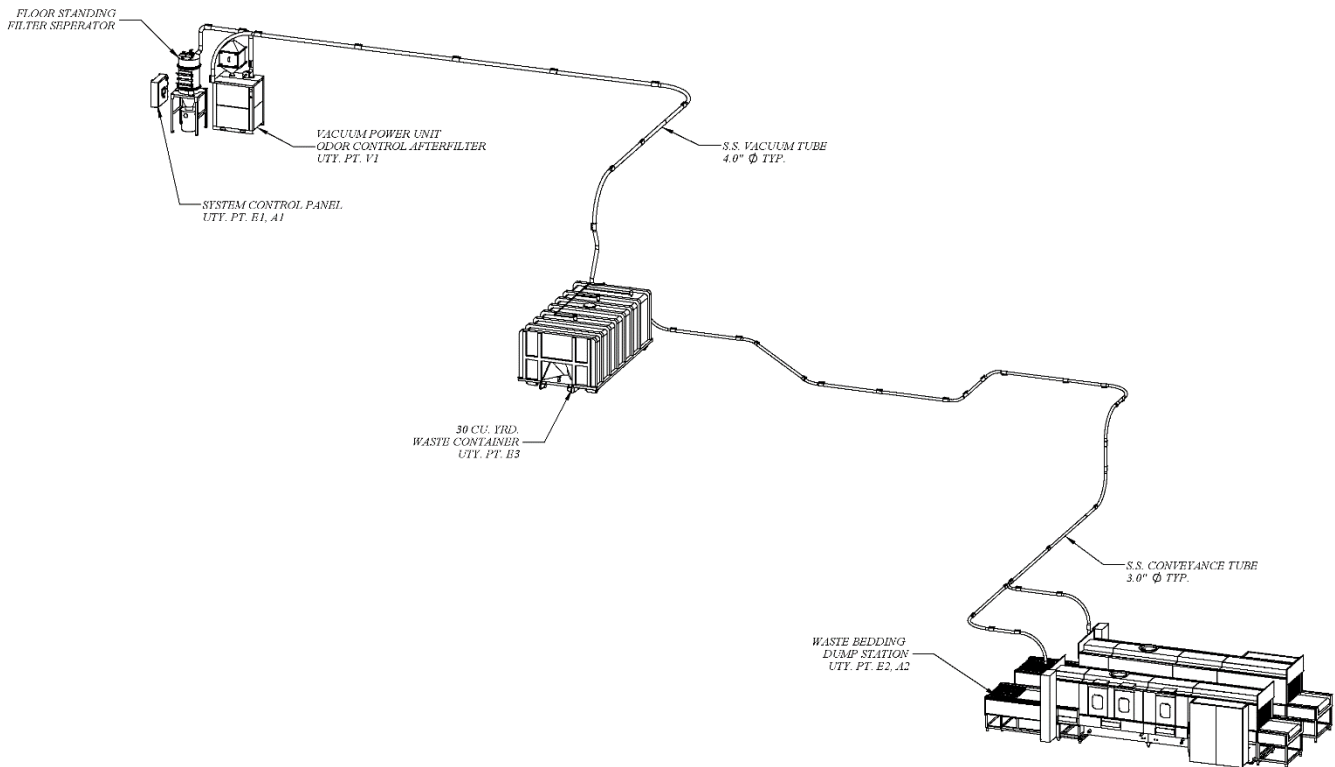 FLOOR STANDING
FILTER SEPERATOR
VACUUM POWER UNIT
ODOR CONTROL AFTERFILTER
UTY. PT. V1
S.S. VACUUM TUBE
4.0" Ø TYP.
SYSTEM CONTROL PANEL
UTY. PT. E1, A1
30 CU. YRD.
WASTE CONTAINER
UTY. PT. E3
S.S. CONVEYANCE TUBE
3.0" Ø TYP.
WASTE BEDDING
DUMP STATION
UTY. PT. E2, A2